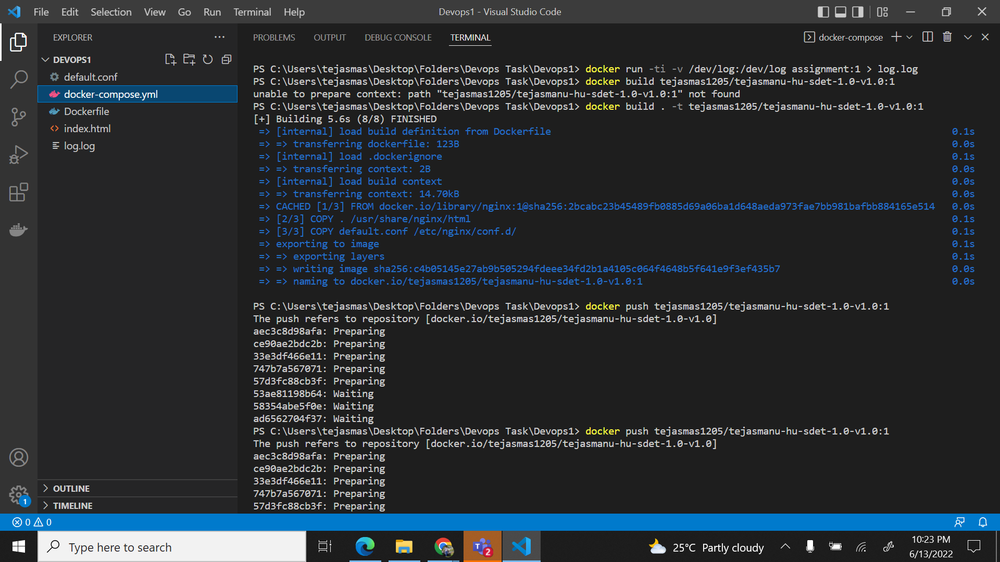 File Edit Selection View Go Run Terminal Help
Devops1 - Visual Studio Code
EXPLORER
DEVOPS1
default.conf
docker-compose.yml
Dockerfile
index.html
log.log
OUTLINE
TIMELINE
1
PROBLEMS OUTPUT DEBUG CONSOLE TERMINAL
docker-compose
PS C:\Users\tejasmas\Desktop\Folders\Devops Task\Devops1> docker run -ti -v /dev/log:/dev/log assignment:1 > log.log
PS C:\Users\tejasmas\Desktop\Folders\Devops Task\Devops1> docker build tejasmas1205/tejasmanu-hu-sdet-1.0-v1.0:1
unable to prepare context: path "tejasmas1205/tejasmanu-hu-sdet-1.0-v1.0:1" not found
PS C:\Users\tejasmas\Desktop\Folders\Devops Task\Devops1> docker build . -t tejasmas1205/tejasmanu-hu-sdet-1.0-v1.0:1
[+] Building 5.6s (8/8) FINISHED
=> [internal] load build definition from Dockerfile 0.1s
=> => transferring dockerfile: 123B 0.0s
=> [internal] load .dockerignore 0.1s
=> => transferring context: 2B 0.0s
=> [internal] load build context 0.0s
=> => transferring context: 14.70kB 0.0s
=> CACHED [1/3] FROM docker.io/library/nginx:1@sha256:2bcabc23b45489fb0885d69a06ba1d648aeda973fae7bb981bafbb884165e514 0.0s
=> [2/3] COPY . /usr/share/nginx/html 0.1s
=> [3/3] COPY default.conf /etc/nginx/conf.d/ 0.1s
=> exporting to image 0.1s
=> => exporting layers 0.1s
=> => writing image sha256:c4b05145e27ab9b505294fdeee34fd2b1a4105c064f4648b5f641e9f3ef435b7 0.0s
=> => naming to docker.io/tejasmas1205/tejasmanu-hu-sdet-1.0-v1.0:1 0.0s
PS C:\Users\tejasmas\Desktop\Folders\Devops Task\Devops1> docker push tejasmas1205/tejasmanu-hu-sdet-1.0-v1.0:1
The push refers to repository [docker.io/tejasmas1205/tejasmanu-hu-sdet-1.0-v1.0]
aec3c8d98afa: Preparing
ce90ae2bdc2b: Preparing
33e3df466e11: Preparing
747b7a567071: Preparing
57d3fc88cb3f: Preparing
53ae81198b64: Waiting
58354abe5f0e: Waiting
ad6562704f37: Waiting
PS C:\Users\tejasmas\Desktop\Folders\Devops Task\Devops1> docker push tejasmas1205/tejasmanu-hu-sdet-1.0-v1.0:1
The push refers to repository [docker.io/tejasmas1205/tejasmanu-hu-sdet-1.0-v1.0]
aec3c8d98afa: Preparing
ce90ae2bdc2b: Preparing
33e3df466e11: Preparing
747b7a567071: Preparing
57d3fc88cb3f: Preparing
0 0
Type here to search
T 2
25°C Partly cloudy
10:23 PM
6/13/2022